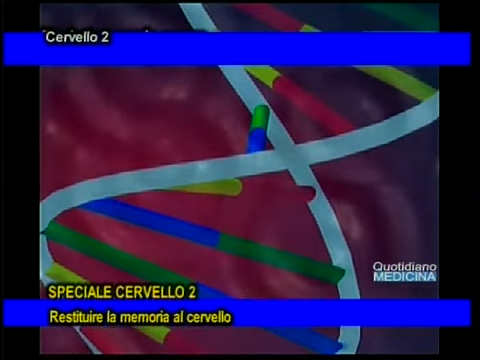 Cervello 2
Quotidiano
MEDICINA
SPECIALE CERVELLO 2
Restituire la memoria al cervello